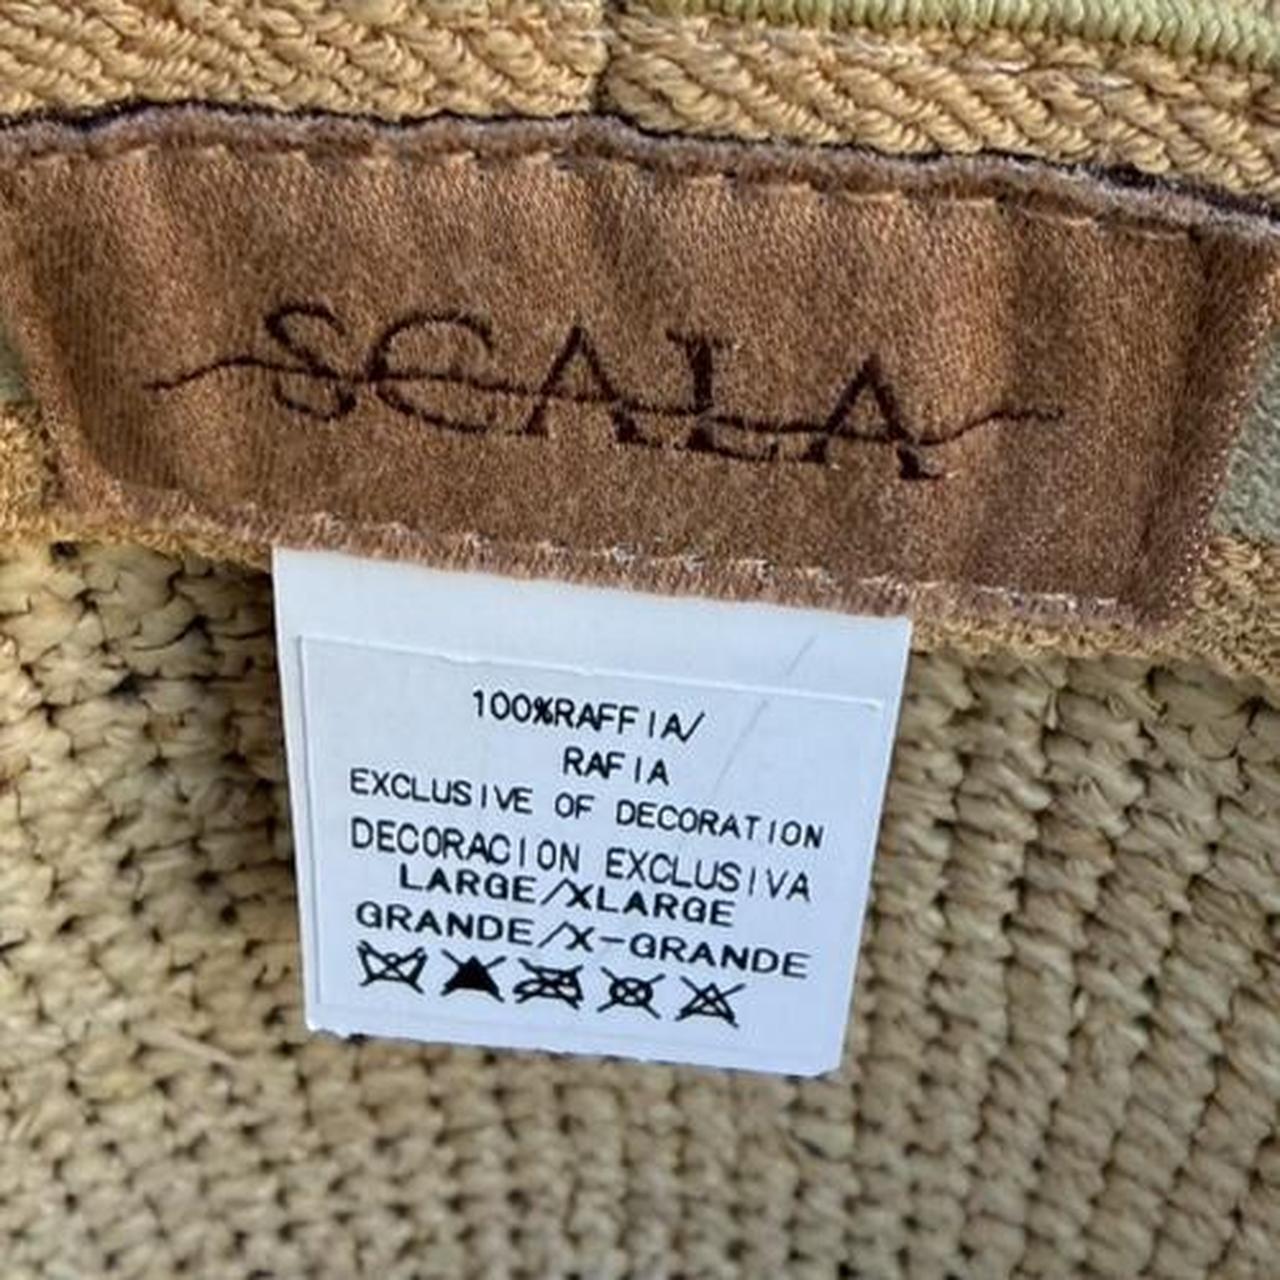 SCALA
100%RAFFIA/
RAFIA
EXCLUSIVE OF DECORATION
DECORACION EXCLUSIVA
LARGE/XLARGE
GRANDE/X-GRANDE